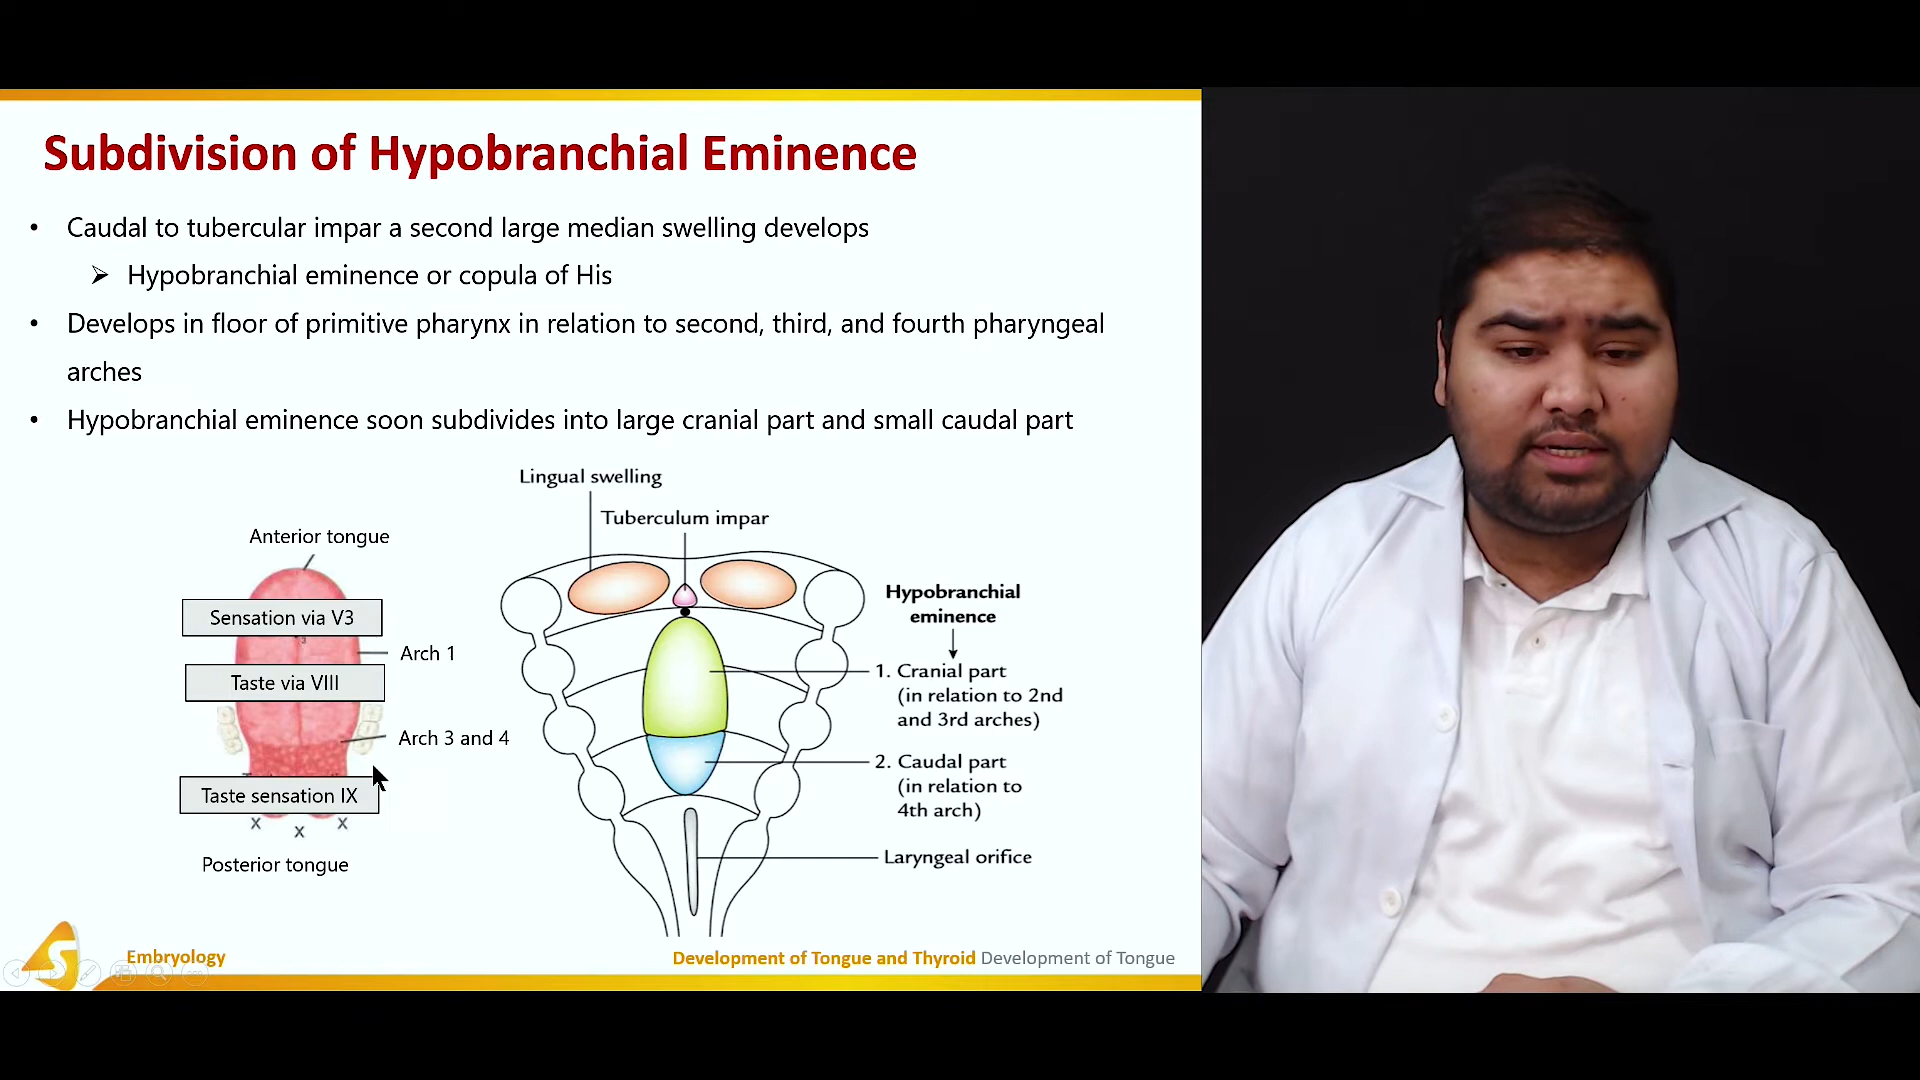 Subdivision of Hypobranchial Eminence
• Caudal to tubercular impar a second large median swelling develops
➢ Hypobranchial eminence or copula of His
• Develops in floor of primitive pharynx in relation to second, third, and fourth pharyngeal
arches
• Hypobranchial eminence soon subdivides into large cranial part and small caudal part
Anterior tongue
Sensation via V3
Arch 1
Taste via VIII
Arch 3 and 4
Taste sensation IX
X X X
Posterior tongue
Lingual swelling
Tuberculum impar
Hypobranchial
eminence
1. Cranial part
(in relation to 2nd
and 3rd arches)
2. Caudal part
(in relation to
4th arch)
Laryngeal orifice
S
Embryology
Development of Tongue and Thyroid Development of Tongue